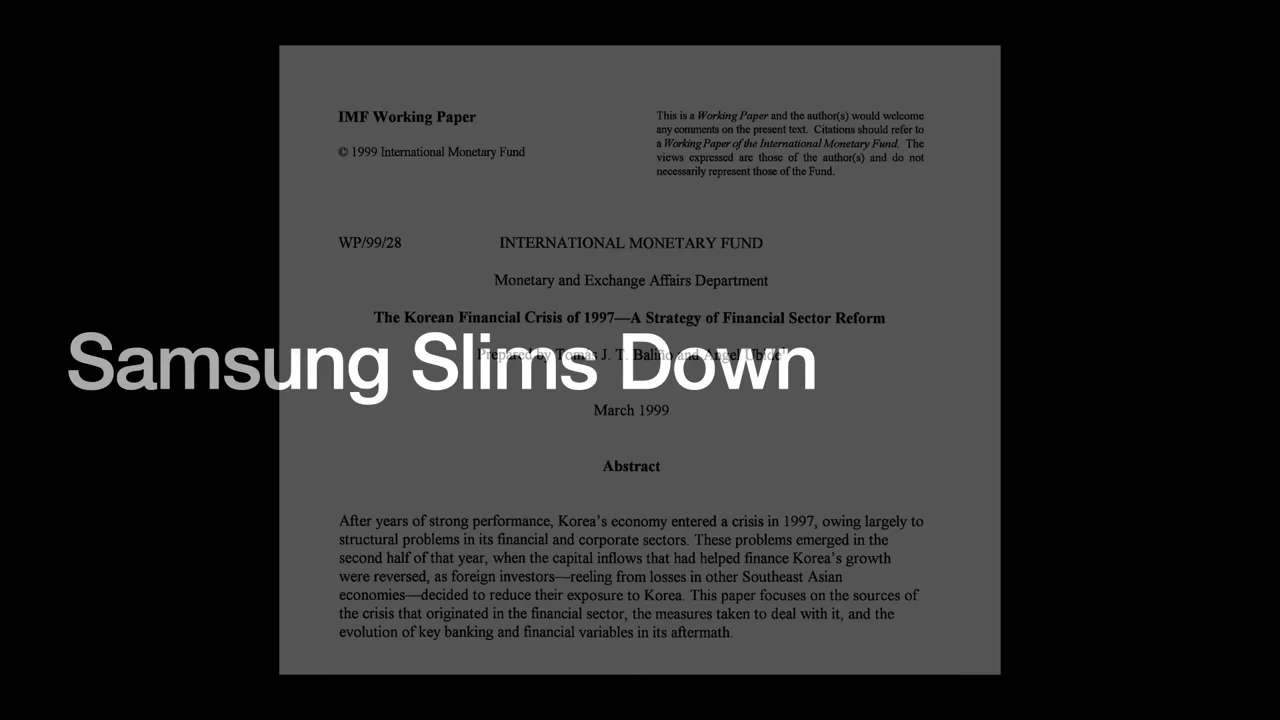 IMF Working Paper
© 1999 International Monetary Fund
This is a Working Paper and the author(s) would welcome
any comments on the present text. Citations should refer to
a Working Paper of the International Monetary Fund. The
views expressed are those of the author(s) and do not
necessarily represent those of the Fund.
WP/99/28
INTERNATIONAL MONETARY FUND
Monetary and Exchange Affairs Department
The Korean Financial Crisis of 1997—A Strategy of Financial Sector Reform
Prepared by Tomás J. T. Baliño and Angel Ubide
Samsung Slims Down
March 1999
Abstract
After years of strong performance, Korea's economy entered a crisis in 1997, owing largely to
structural problems in its financial and corporate sectors. These problems emerged in the
second half of that year, when the capital inflows that had helped finance Korea's growth
were reversed, as foreign investors—reeling from losses in other Southeast Asian
economies—decided to reduce their exposure to Korea. This paper focuses on the sources of
the crisis that originated in the financial sector, the measures taken to deal with it, and the
evolution of key banking and financial variables in its aftermath.